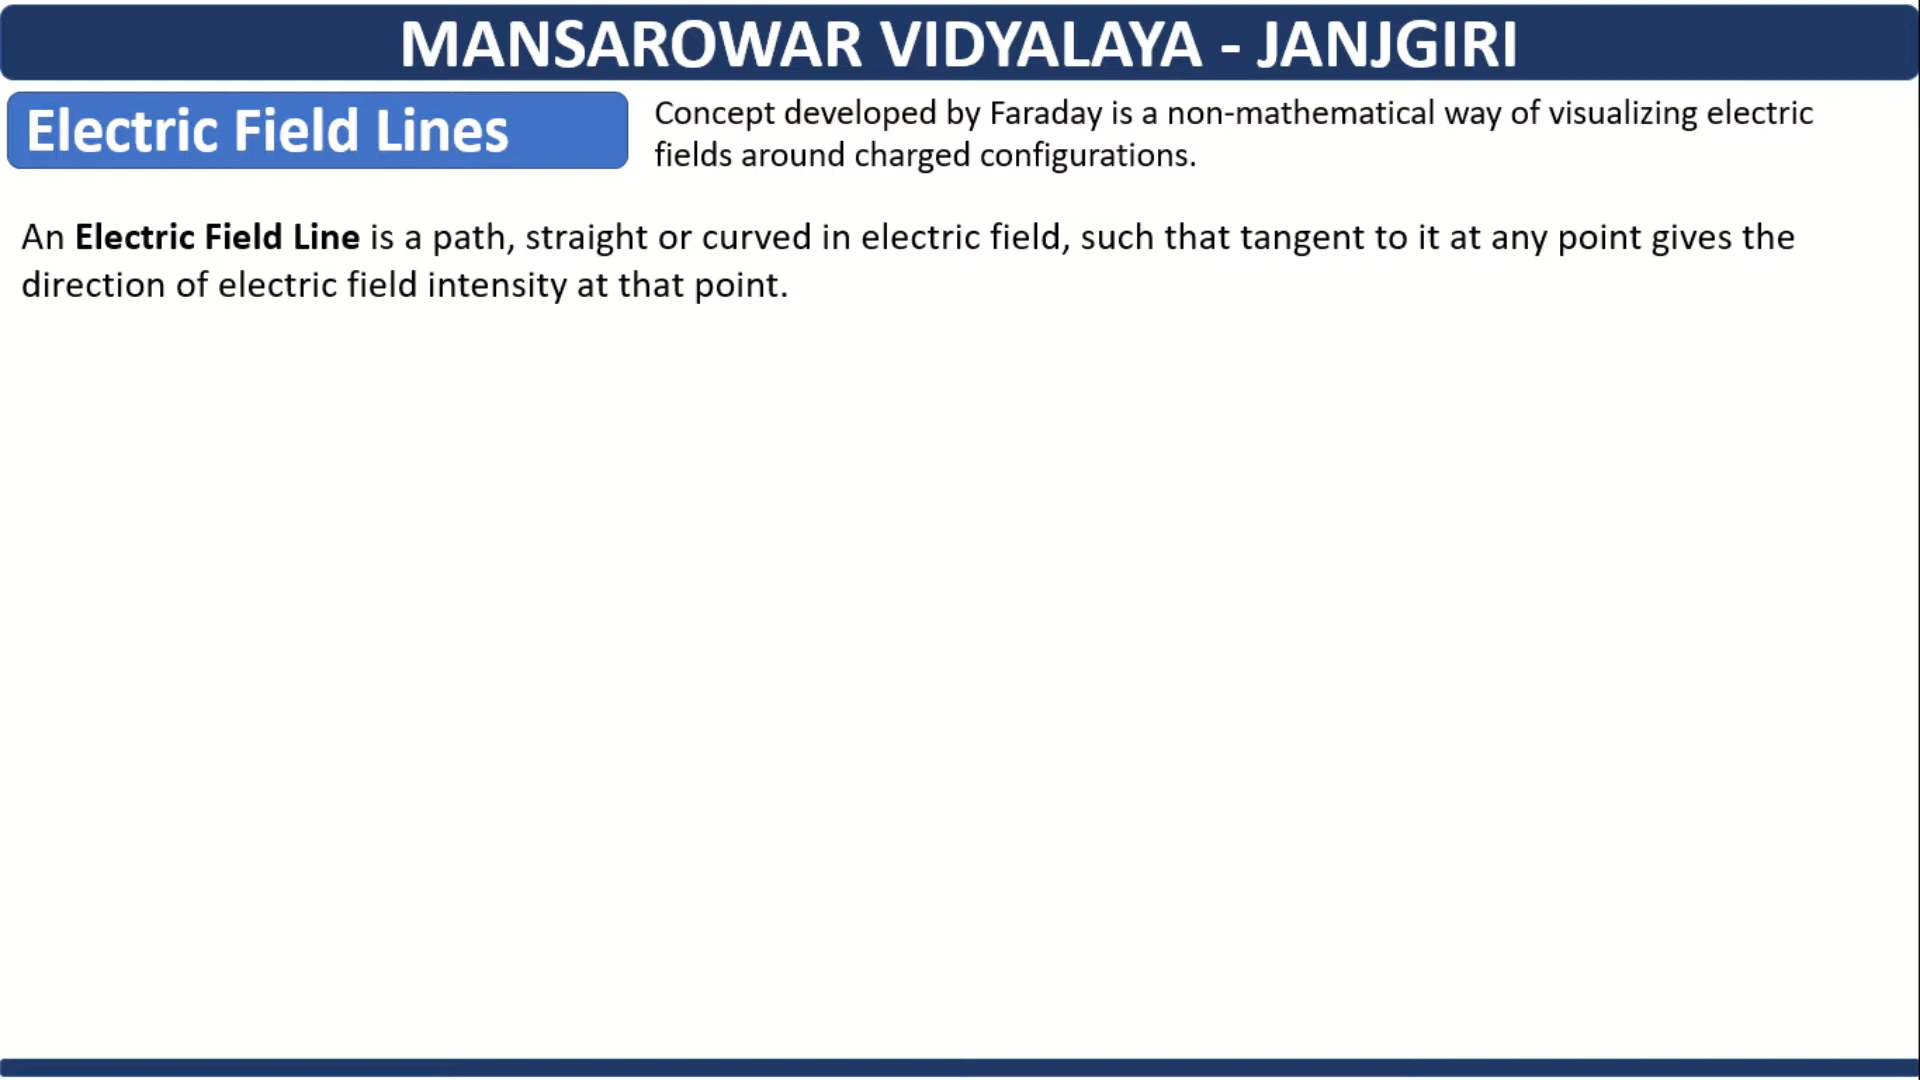 MANSAROWAR VIDYALAYA - JANJGIRI
Electric Field Lines
Concept developed by Faraday is a non-mathematical way of visualizing electric
fields around charged configurations.
An Electric Field Line is a path, straight or curved in electric field, such that tangent to it at any point gives the
direction of electric field intensity at that point.